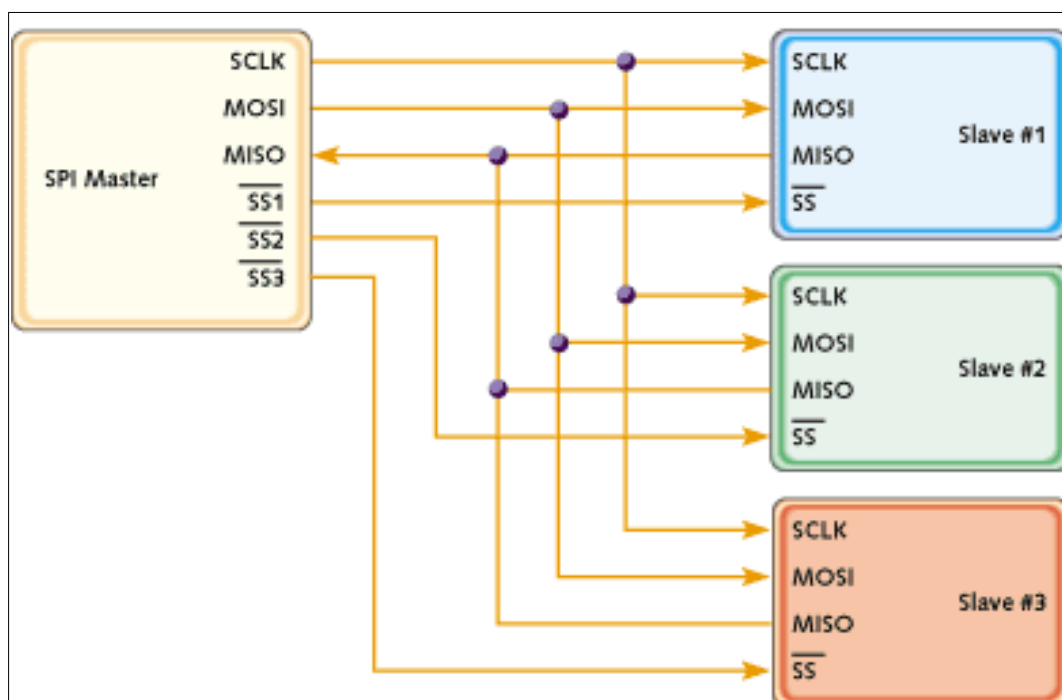 SPI Master
SCLK
MOSI
MISO
SS1
SS2
SS3
SCLK
MOSI
MISO
SS
Slave #1
SCLK
MOSI
MISO
SS
Slave #2
SCLK
MOSI
MISO
SS
Slave #3